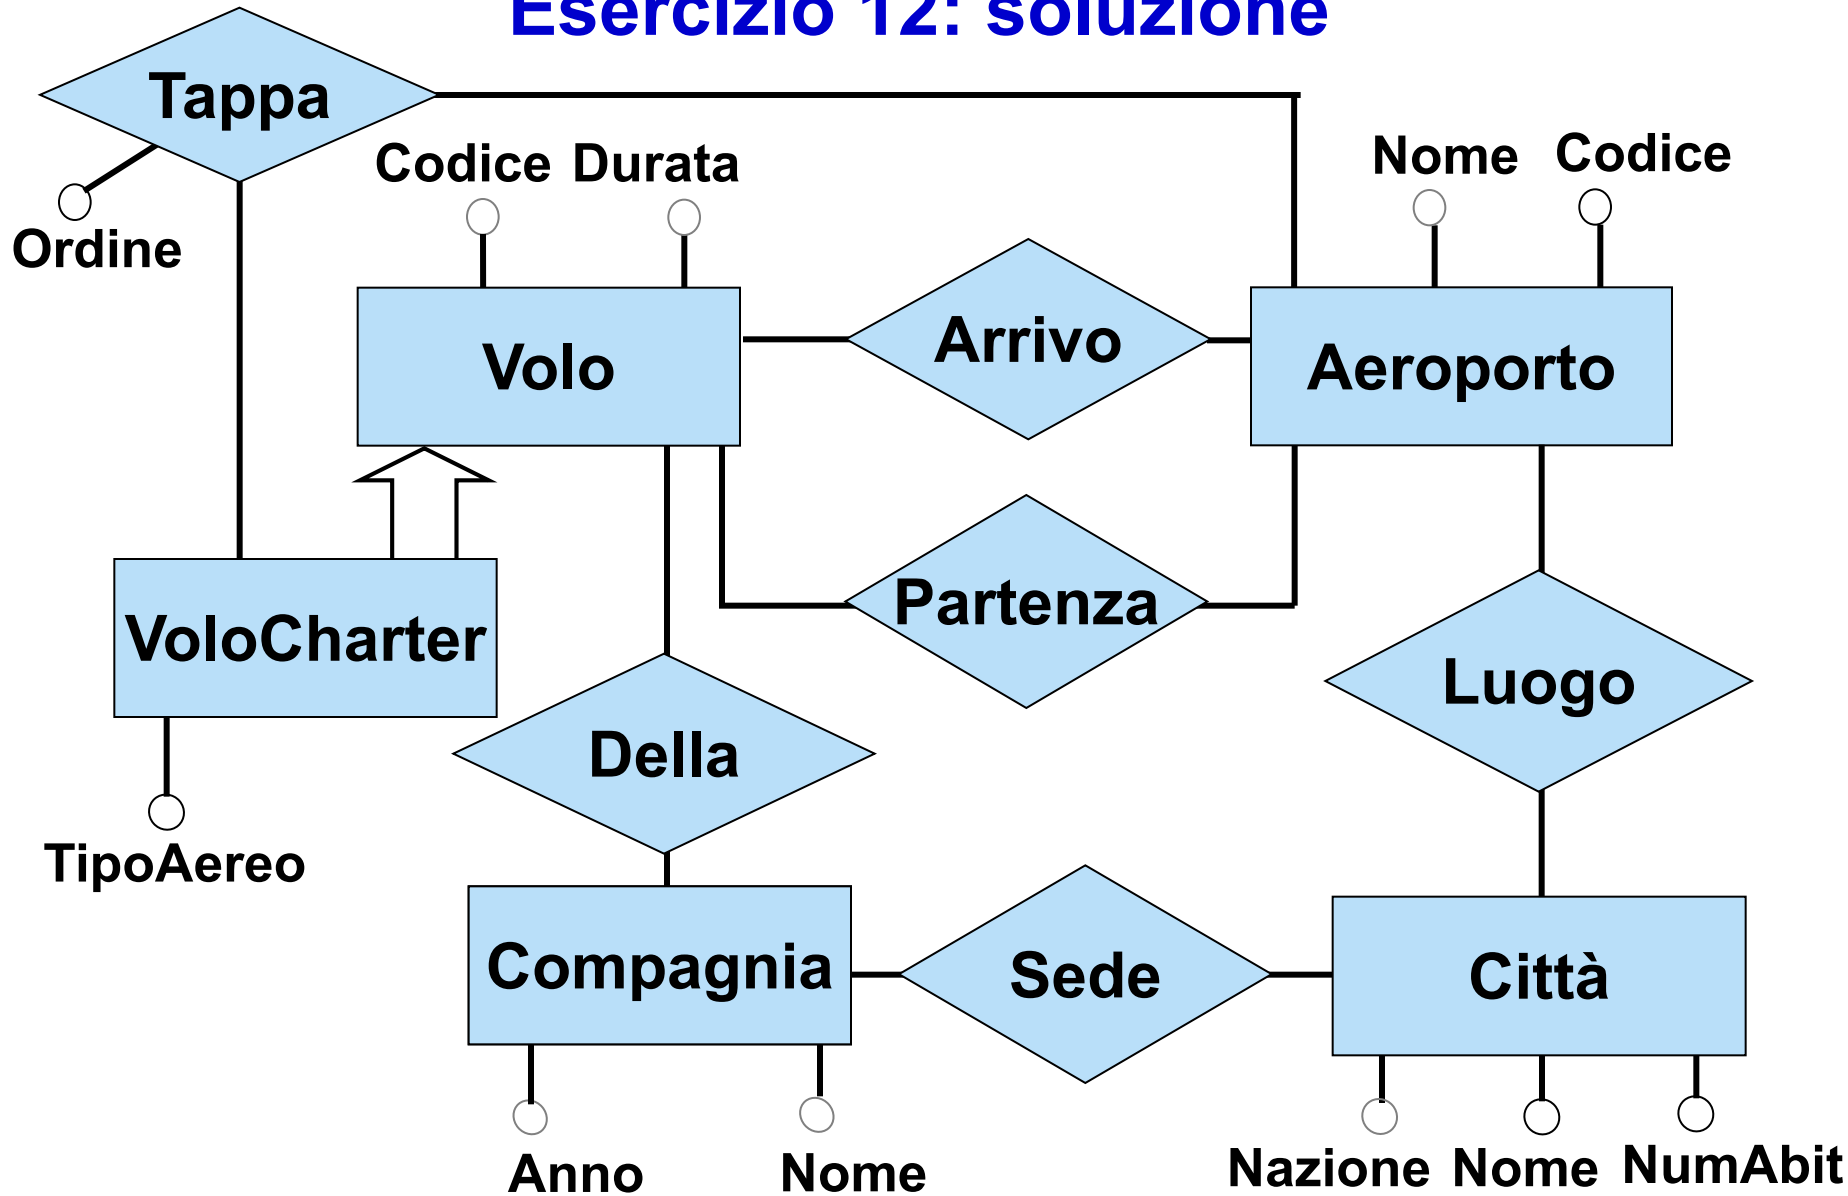 Esercizio 12: soluzione
Tappa
Codice Durata
Nome Codice
Ordine
Volo
Arrivo
Aeroporto
Partenza
VoloCharter
Luogo
Della
TipoAereo
Compagnia
Sede
Città
Anno
Nome
Nazione Nome NumAbit